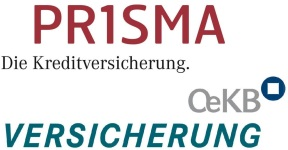 PR1SMA
Die Kreditversicherung.
OeKB
VERSICHERUNG